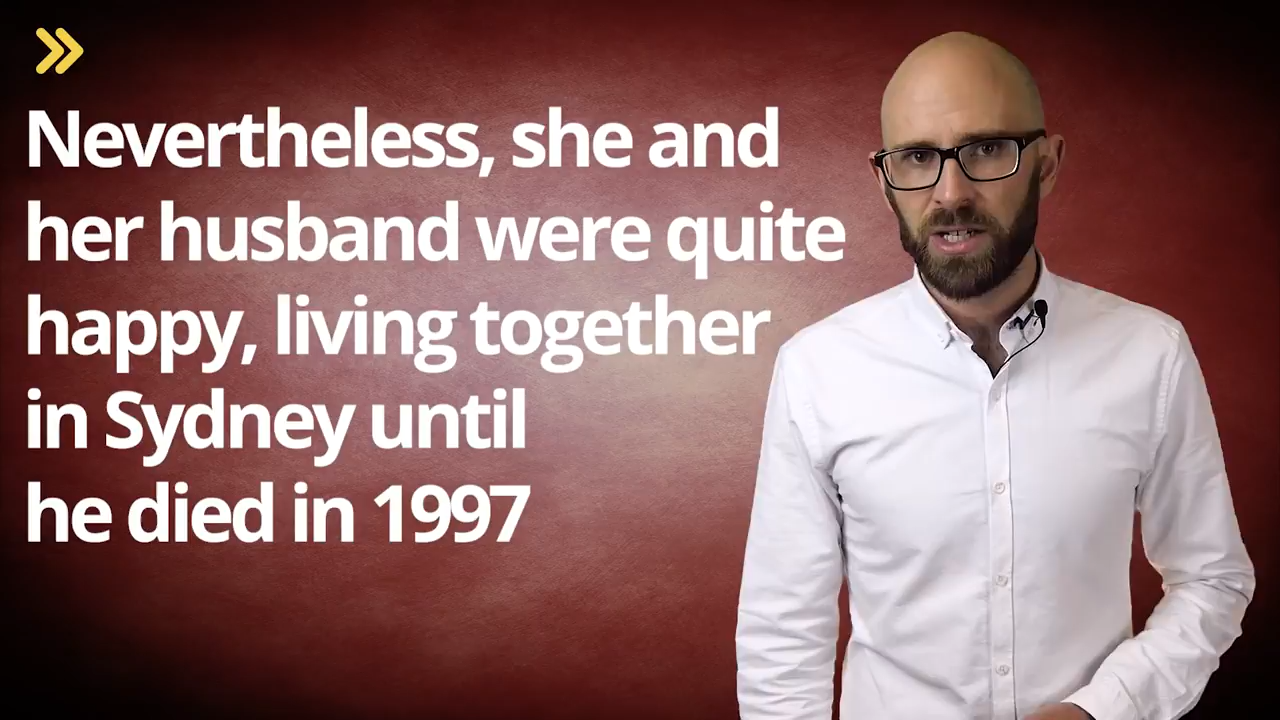 Nevertheless, she and
her husband were quite
happy, living together
in Sydney until
he died in 1997